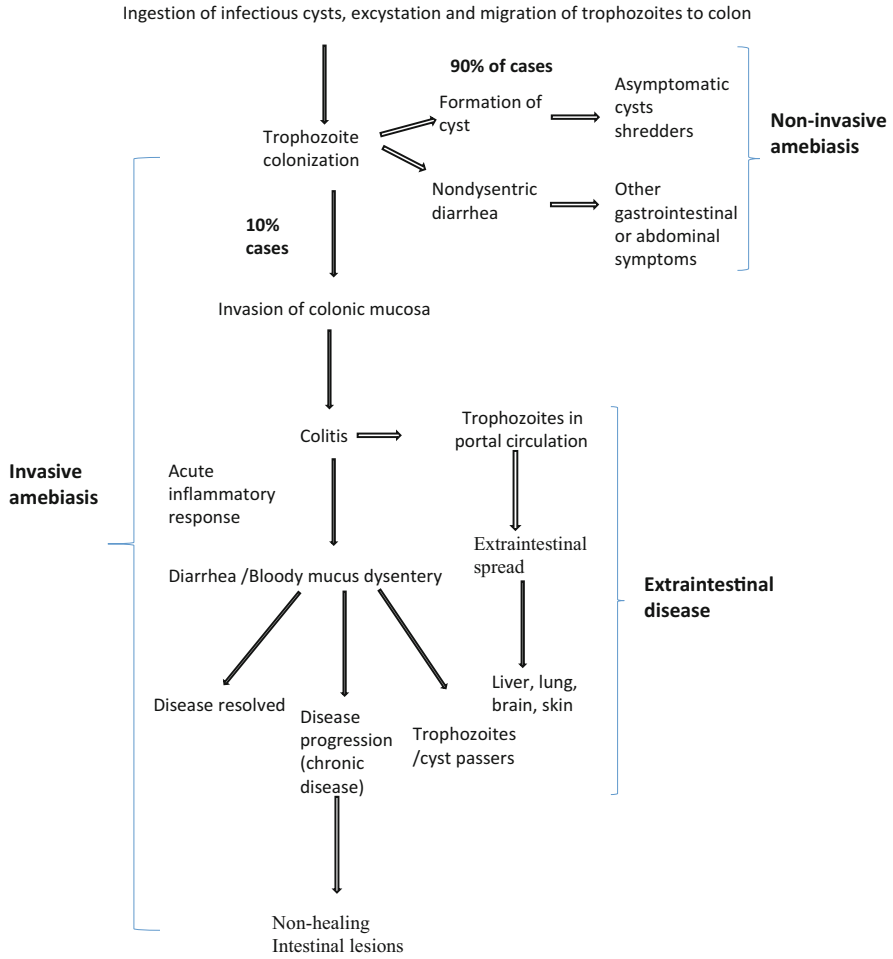 Ingestion of infectious cysts, excystation and migration of trophozoites to colon
90% of cases
Formation of
cyst
Asymptomatic
cysts
shredders
Non-invasive
amebiasis
Trophozoite
colonization
Nondysentric
diarrhea
Other
gastrointestinal
or abdominal
symptoms
10%
cases
Invasion of colonic mucosa
Colitis
Trophozoites in
portal circulation
Invasive
amebiasis
Acute
inflammatory
response
Extraintestinal
spread
Diarrhea /Bloody mucus dysentery
Extraintestinal
disease
Liver, lung,
brain, skin
Disease resolved
Disease
progression
(chronic
disease)
Trophozoites
/cyst passers
Non-healing
Intestinal lesions